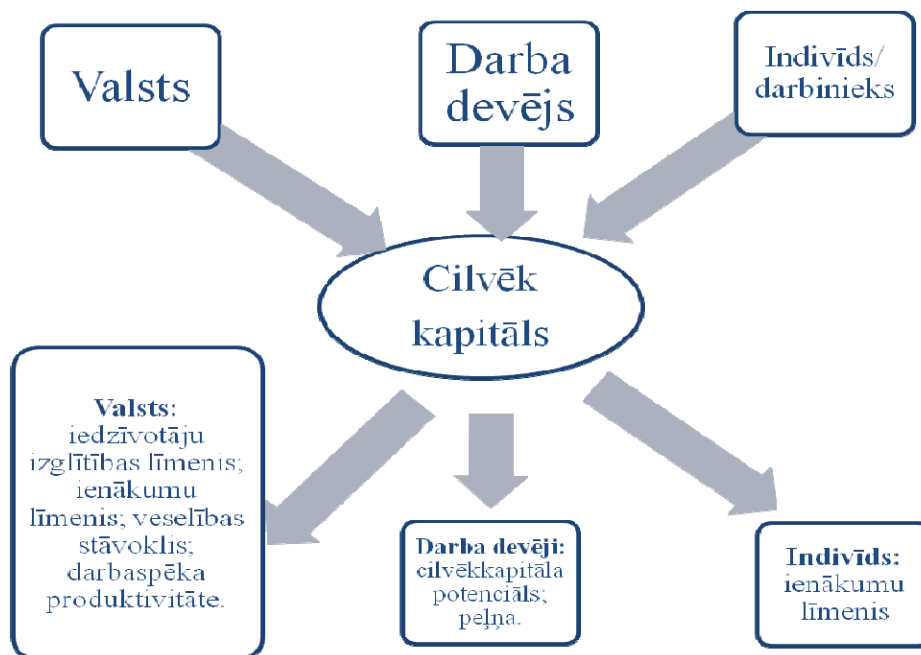 Valsts
Darba
devējs
Indivīds/
darbinieks
Cilvēk
kapitāls
Valsts:
iedzīvotāju
izglītības līmenis;
ienākumu
līmenis; veselības
stāvoklis;
darbaspēka
produktivitāte.
Darba devēji:
cilvēkkapitāla
potenciāls;
peļņa.
Indivīds:
ienākumu
līmenis